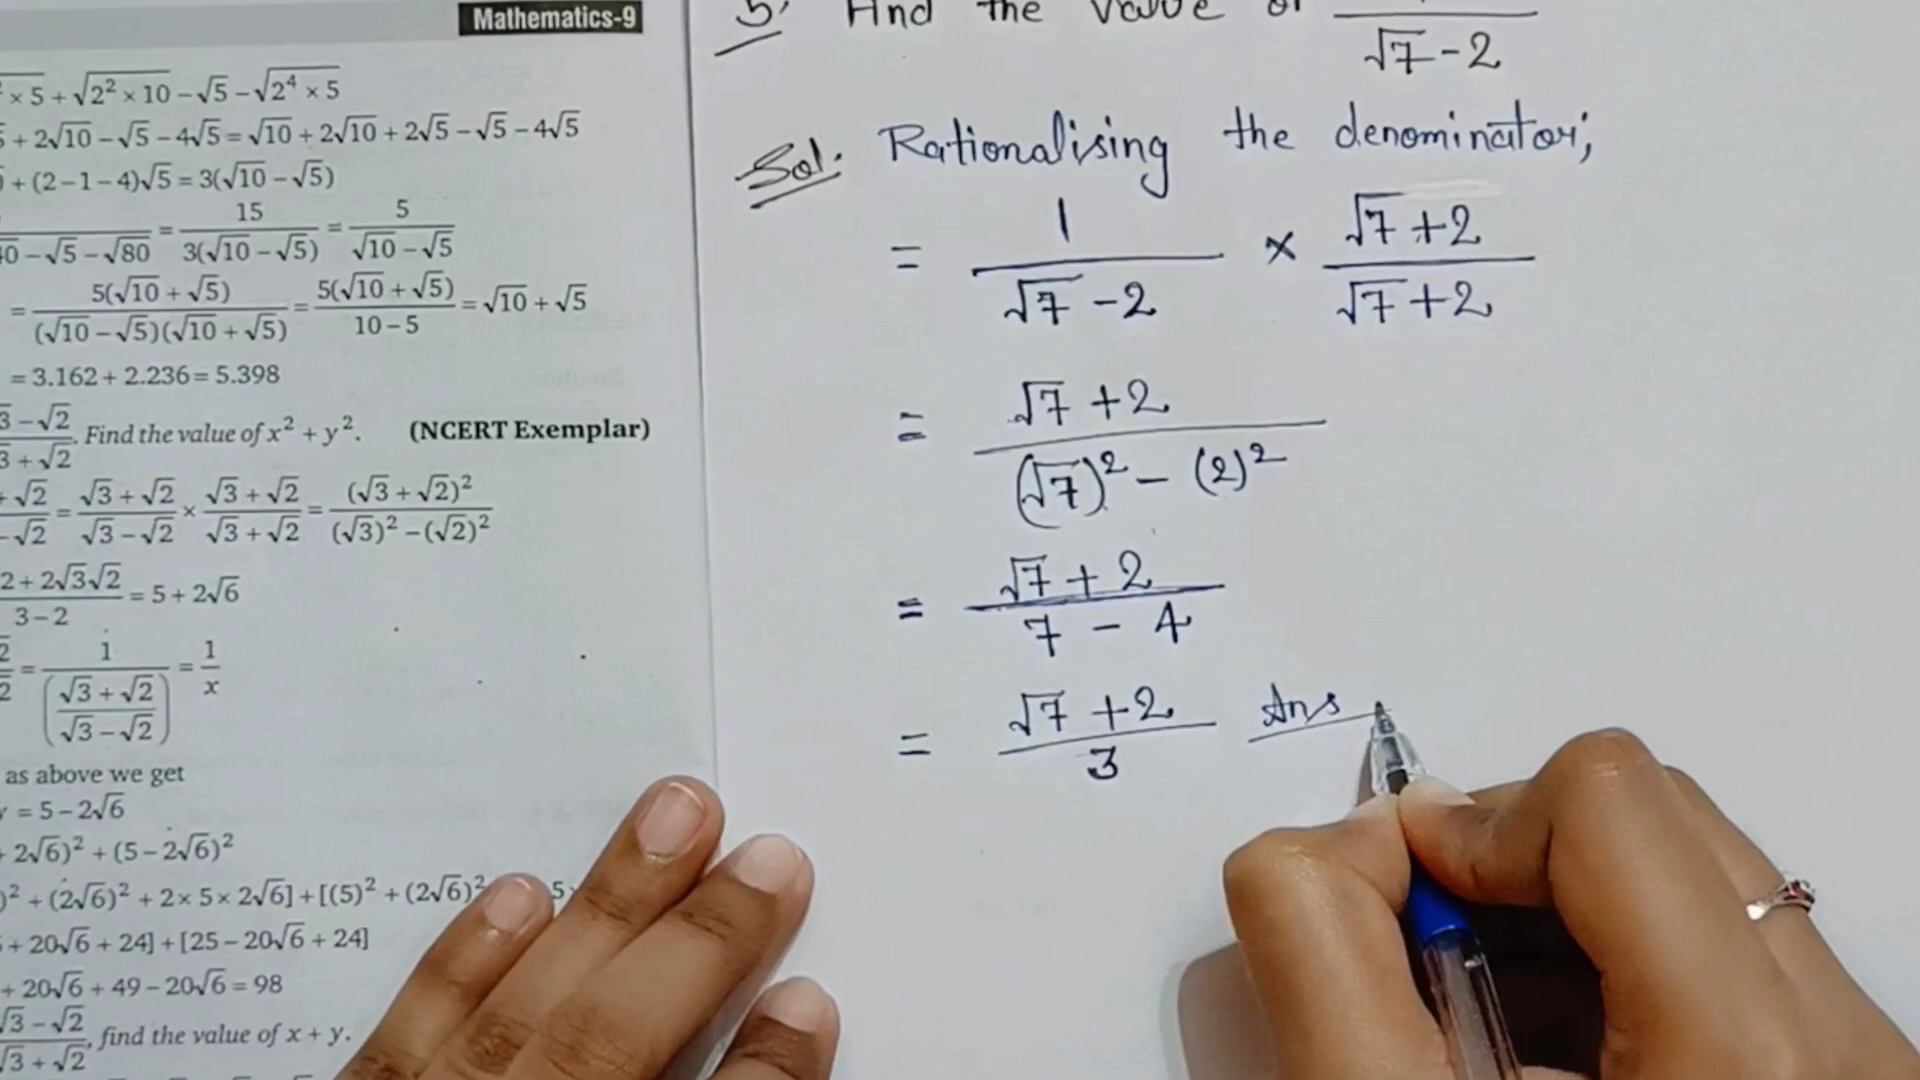 Mathematics-9
× 5 + √(2² × 10) − √5 − √(2⁴ × 5)
+ 2√10 − √5 − 4√5 = √10 + 2√10 + 2√5 − √5 − 4√5
+ (2 − 1 − 4)√5 = 3(√10 − √5)
0 − √5 − √80 = 15/(3(√10 − √5)) = 5/(√10 − √5)
= 5(√10 + √5)/((√10 − √5)(√10 + √5)) = 5(√10 + √5)/(10 − 5) = √10 + √5
= 3.162 + 2.236 = 5.398
3 − √2/3 + √2. Find the value of x² + y². (NCERT Exemplar)
+ √2/− √2 = (√3 + √2)/(√3 − √2) × (√3 + √2)/(√3 + √2) = (√3 + √2)²/((√3)² − (√2)²)
2 + 2√3√2/3 − 2 = 5 + 2√6
2/2 = 1/((√3 + √2)/(√3 − √2)) = 1/x
as above we get
= 5 − 2√6
2√6)² + (5 − 2√6)²
)² + (2√6)² + 2 × 5 × 2√6] + [(5)² + (2√6)² 5
+ 20√6 + 24] + [25 − 20√6 + 24]
+ 20√6 + 49 − 20√6 = 98
√3 − √2/√3 + √2, find the value of x + y.
5. Find the value of /(√7 − 2)
Sol. Rationalising the denominator;
= 1/(√7 − 2) × (√7 + 2)/(√7 + 2)
= (√7 + 2)/((√7)² − (2)²)
= (√7 + 2)/(7 − 4)
= (√7 + 2)/3 Ans